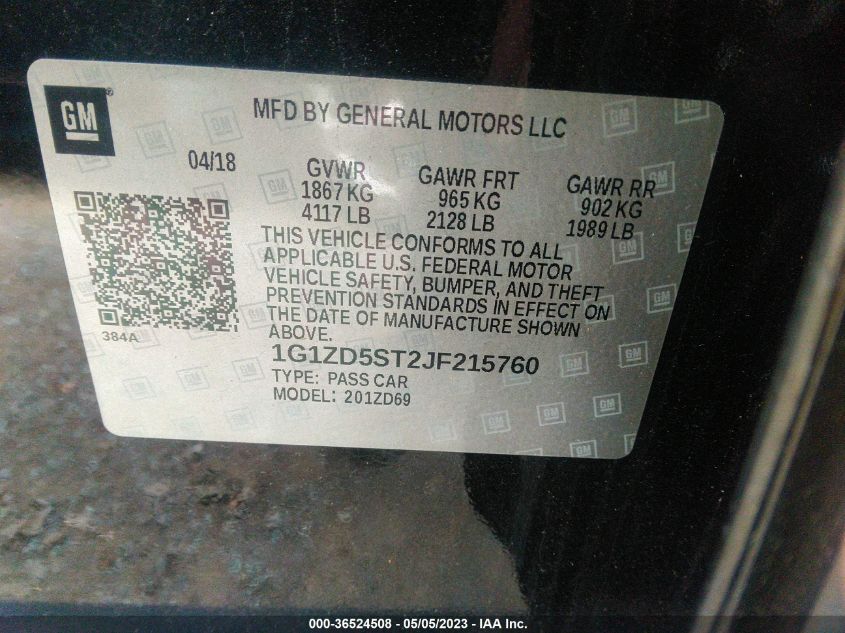 GM
MFD BY GENERAL MOTORS LLC
04/18
GVWR
1867 KG
4117 LB
GAWR FRT
965 KG
2128 LB
GAWR RR
902 KG
1989 LB
THIS VEHICLE CONFORMS TO ALL
APPLICABLE U.S. FEDERAL MOTOR
VEHICLE SAFETY, BUMPER, AND THEFT
PREVENTION STANDARDS IN EFFECT ON
THE DATE OF MANUFACTURE SHOWN
ABOVE.
384A
1G1ZD5ST2JF215760
TYPE: PASS CAR
MODEL: 201ZD69
000-36524508 - 05/05/2023 - IAA Inc.